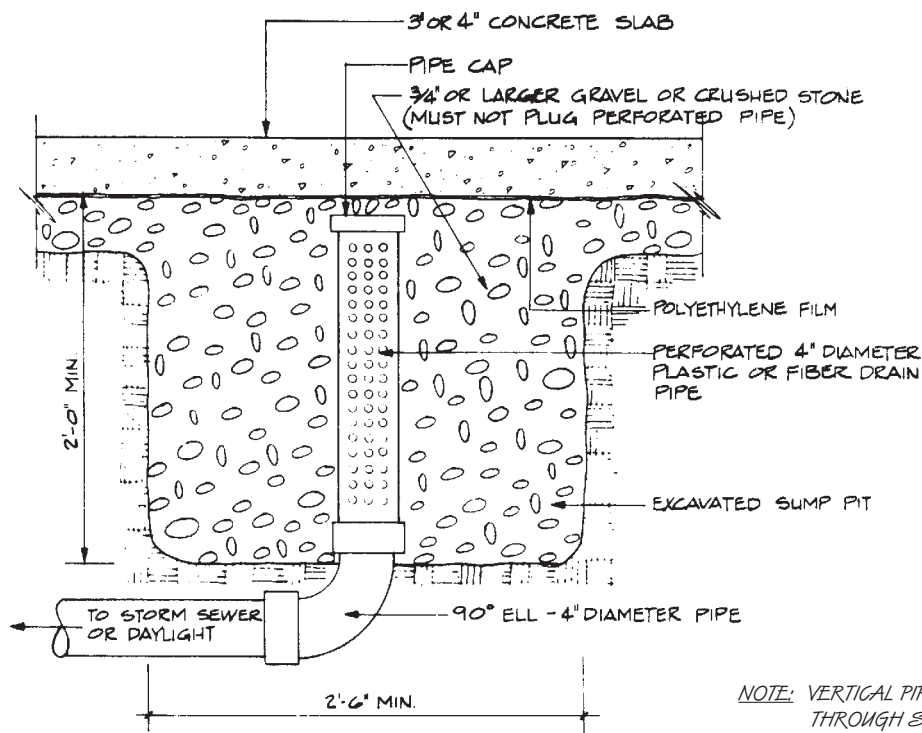 3" OR 4" CONCRETE SLAB
PIPE CAP
3/4" OR LARGER GRAVEL OR CRUSHED STONE
(MUST NOT PLUG PERFORATED PIPE)
POLYETHYLENE FILM
PERFORATED 4" DIAMETER
PLASTIC OR FIBER DRAIN
PIPE
2'-0" MIN.
EXCAVATED SUMP PIT
TO STORM SEWER
OR DAYLIGHT
90° ELL - 4" DIAMETER PIPE
2'-6" MIN.
NOTE: VERTICAL
THROUGH